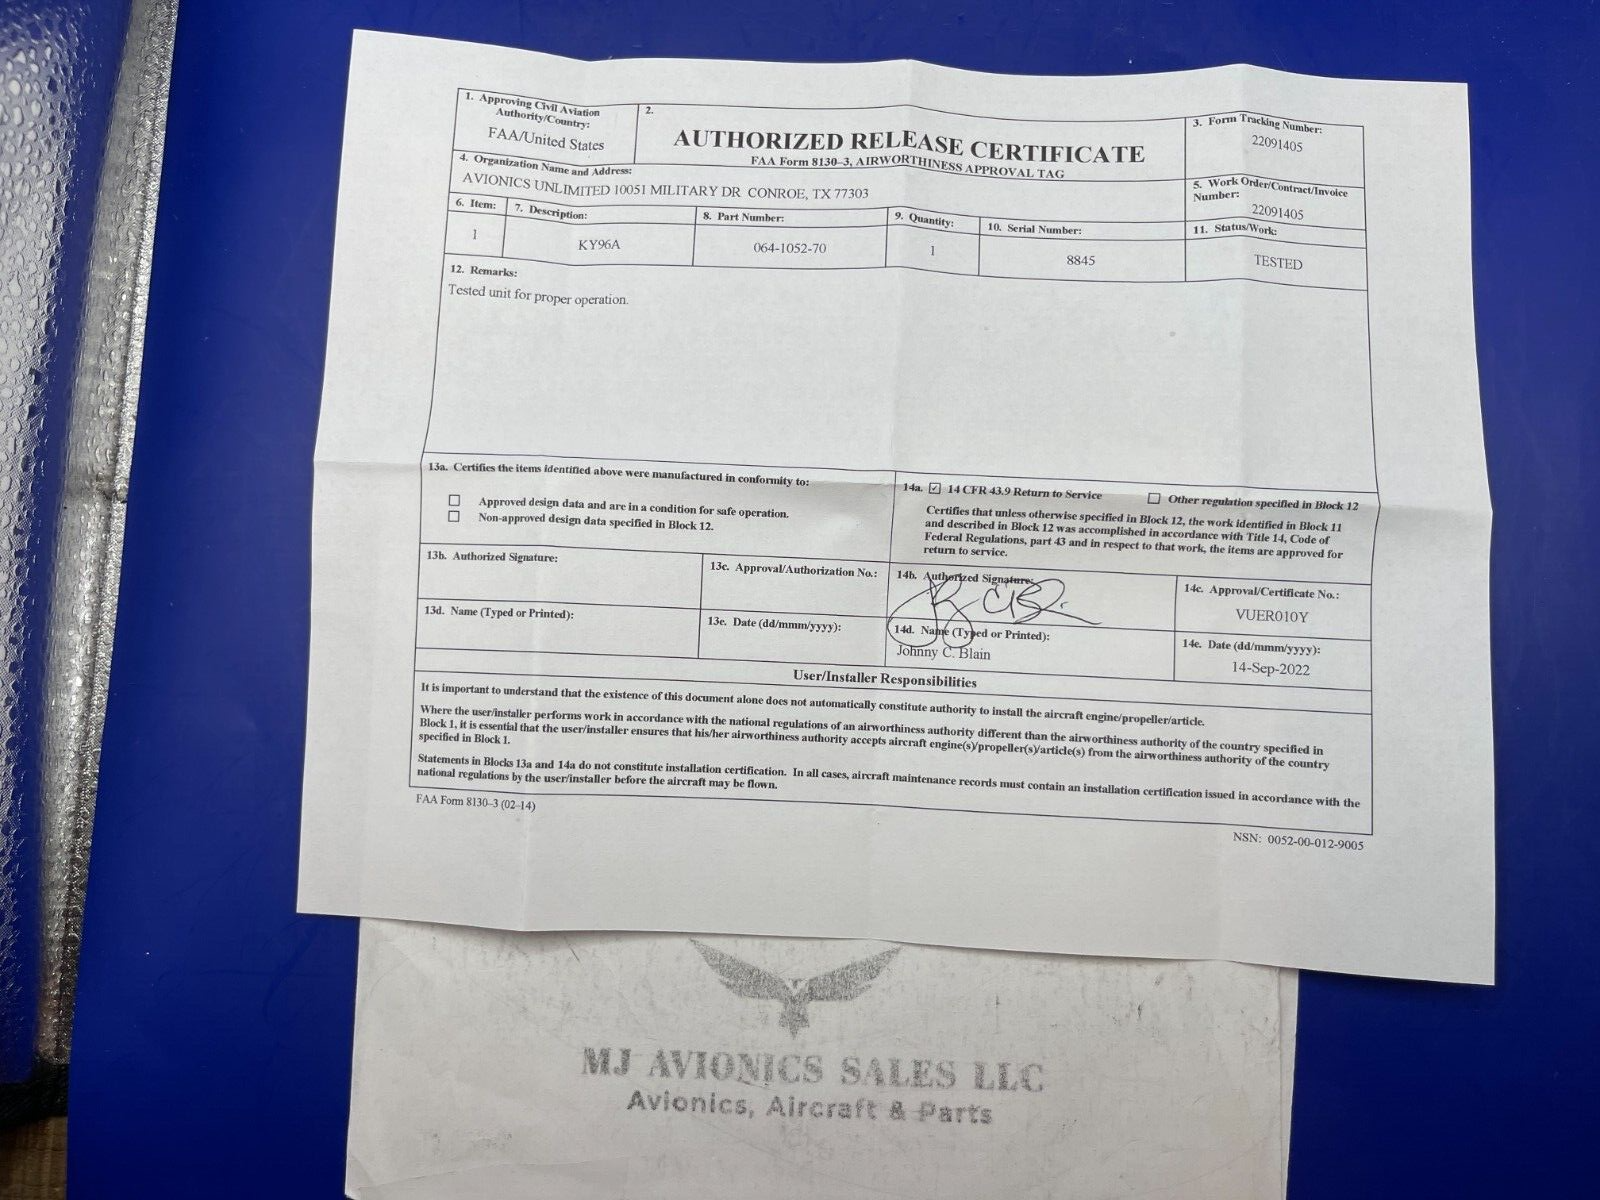 1. Approving Civil Aviation
Authority/Country:
FAA/United States
2.
AUTHORIZED RELEASE CERTIFICATE
FAA Form 8130–3, AIRWORTHINESS APPROVAL TAG
3. Form Tracking Number:
22091405
4. Organization Name and Address:
AVIONICS UNLIMITED 10051 MILITARY DR CONROE, TX 77303
5. Work Order/Contract/Invoice
Number:
22091405
6. Item:
1
7. Description:
KY96A
8. Part Number:
064-1052-70
9. Quantity:
1
10. Serial Number:
8845
11. Status/Work:
TESTED
12. Remarks:
Tested unit for proper operation.
13a. Certifies the items identified above were manufactured in conformity to:
Approved design data and are in a condition for safe operation.
Non-approved design data specified in Block 12.
14a. ☑ 14 CFR 43.9 Return to Service ☐ Other regulation specified in Block 12
Certifies that unless otherwise specified in Block 12, the work identified in Block 11
and described in Block 12 was accomplished in accordance with Title 14, Code of
Federal Regulations, part 43 and in respect to that work, the items are approved for
return to service.
13b. Authorized Signature:
13c. Approval/Authorization No.:
14b. Authorized Signature:
14c. Approval/Certificate No.:
VUER010Y
13d. Name (Typed or Printed):
13e. Date (dd/mmm/yyyy):
14d. Name (Typed or Printed):
Johnny C. Blain
14e. Date (dd/mmm/yyyy):
14-Sep-2022
User/Installer Responsibilities
It is important to understand that the existence of this document alone does not automatically constitute authority to install the aircraft engine/propeller/article.
Where the user/installer performs work in accordance with the national regulations of an airworthiness authority different than the airworthiness authority of the country specified in
Block 1, it is essential that the user/installer ensures that his/her airworthiness authority accepts aircraft engine(s)/propeller(s)/article(s) from the airworthiness authority of the country
specified in Block 1.
Statements in Blocks 13a and 14a do not constitute installation certification. In all cases, aircraft maintenance records must contain an installation certification issued in accordance with the
national regulations by the user/installer before the aircraft may be flown.
FAA Form 8130–3 (02-14)
NSN: 0052-00-012-9005
MJ AVIONICS SALES LLC
Avionics, Aircraft & Parts